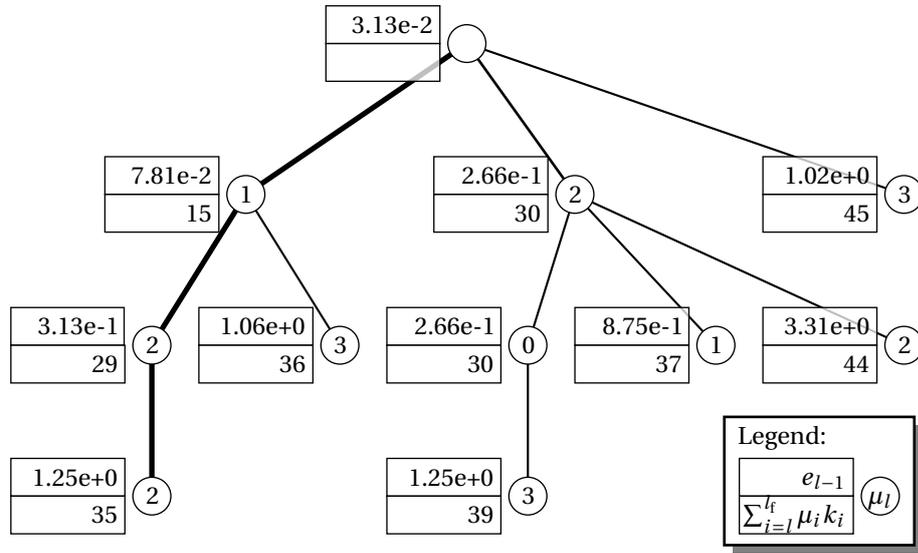 3.13e-2
7.81e-2
15
1
2.66e-1
30
2
1.02e+0
45
3
3.13e-1
29
2
1.06e+0
36
3
2.66e-1
30
0
8.75e-1
37
1
3.31e+0
44
2
1.25e+0
35
2
1.25e+0
39
3
Legend:
e_{l−1}
∑_{i=l}^{l_f} μ_i k_i
μ_l